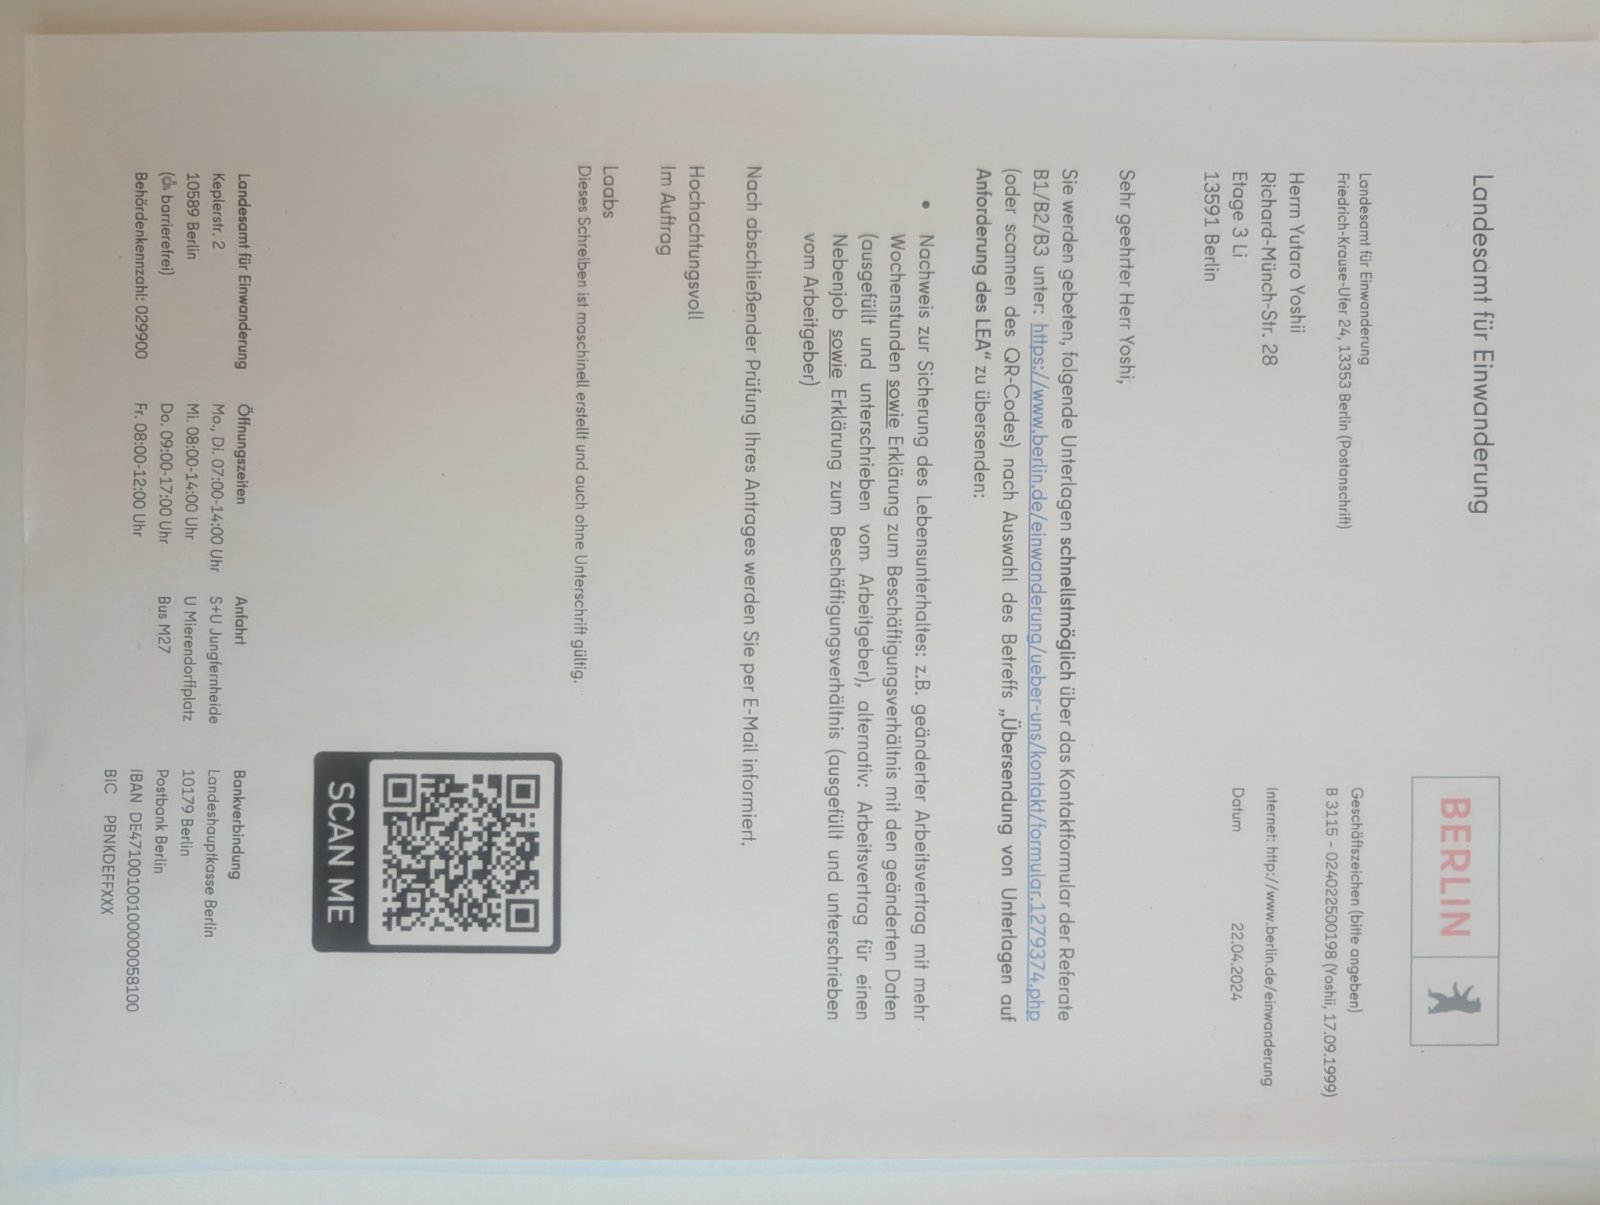 Landesamt für Einwanderung
BERLIN
Landesamt für Einwanderung
Friedrich-Krause-Ufer 24, 13353 Berlin (Postanschrift)
Herrn Yutaro Yoshii
Richard-Münch-Str. 28
Etage 3 Li
13591 Berlin
Geschäftszeichen (bitte angeben)
B 3115 – 024022500198 (Yoshii, 17.09.1999)
Internet: http://www.berlin.de/einwanderung
Datum 22.04.2024
Sehr geehrter Herr Yoshi,
Sie werden gebeten, folgende Unterlagen schnellstmöglich über das Kontaktformular der Referate
B1/B2/B3 unter: https://www.berlin.de/einwanderung/ueber-uns/kontakt/formular.1279374.php
(oder scannen des QR-Codes) nach Auswahl des Betreffs „Übersendung von Unterlagen auf
Anforderung des LEA“ zu übersenden:
• Nachweis zur Sicherung des Lebensunterhaltes: z.B. geänderter Arbeitsvertrag mit mehr
Wochenstunden sowie Erklärung zum Beschäftigungsverhältnis mit den geänderten Daten
(ausgefüllt und unterschrieben vom Arbeitgeber), alternativ: Arbeitsvertrag für einen
Nebenjob sowie Erklärung zum Beschäftigungsverhältnis (ausgefüllt und unterschrieben
vom Arbeitgeber)
Nach abschließender Prüfung Ihres Antrages werden Sie per E-Mail informiert.
Hochachtungsvoll
Im Auftrag
Laabs
Dieses Schreiben ist maschinell erstellt und auch ohne Unterschrift gültig.
SCAN ME
Landesamt für Einwanderung
Keplerstr. 2
10589 Berlin
(♿ barrierefrei)
Behördenkennzahl: 029900
Öffnungszeiten
Mo., Di. 07:00-14:00 Uhr
Mi. 08:00-14:00 Uhr
Do. 09:00-17:00 Uhr
Fr. 08:00-12:00 Uhr
Anfahrt
S+U Jungfernheide
U Mierendorffplatz
Bus M27
Bankverbindung
Landeshauptkasse Berlin
10179 Berlin
Postbank Berlin
IBAN DE47100100100000058100
BIC PBNKDEFFXXX